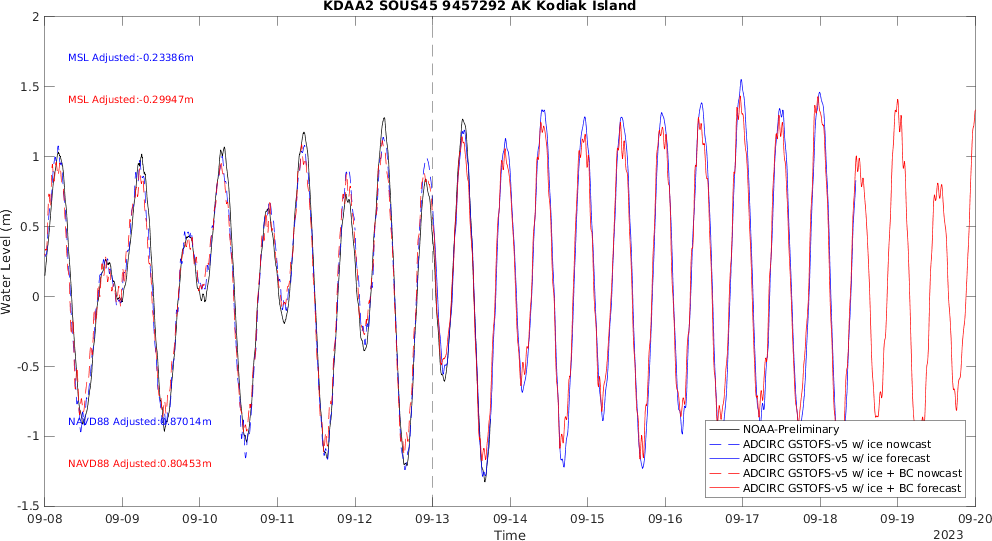 KDAA2 SOUS45 9457292 AK Kodiak Island
2
1.5
1
0.5
0
-0.5
-1
-1.5
Water Level (m)
MSL Adjusted:-0.23386m
MSL Adjusted:-0.29947m
NAVD88 Adjusted:0.87014m
NAVD88 Adjusted:0.80453m
NOAA-Preliminary
ADCIRC GSTOFS-v5 w/ ice nowcast
ADCIRC GSTOFS-v5 w/ ice forecast
ADCIRC GSTOFS-v5 w/ ice + BC nowcast
ADCIRC GSTOFS-v5 w/ ice + BC forecast
09-08 09-09 09-10 09-11 09-12 09-13 09-14 09-15 09-16 09-17 09-18 09-19 09-20
Time
2023